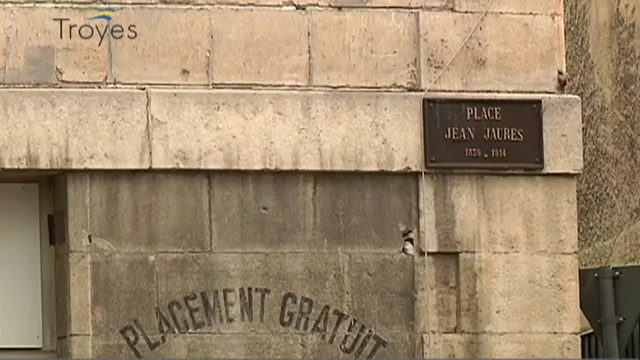 Troyes
PLACE
JEAN JAURES
1859 - 1914
PLACEMENT GRATUIT